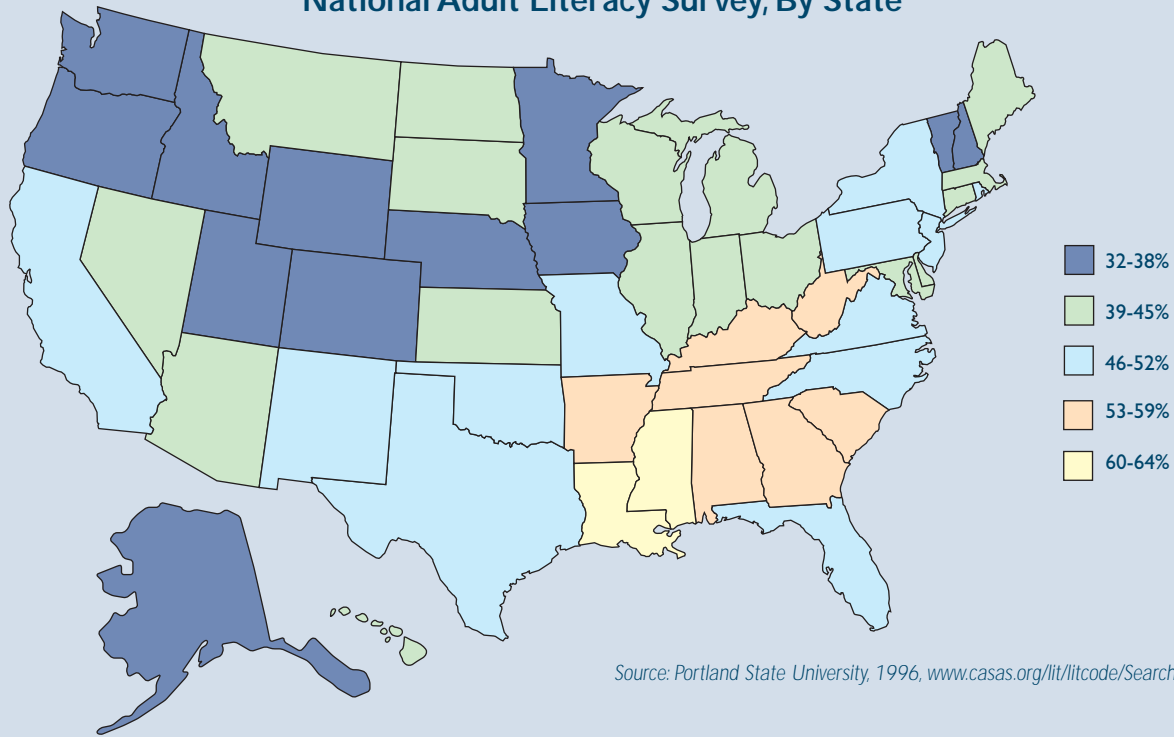 National Adult Literacy Survey, By State
32-38%
39-45%
46-52%
53-59%
60-64%
Source: Portland State University, 1996, www.casas.org/lit/litcode/Search